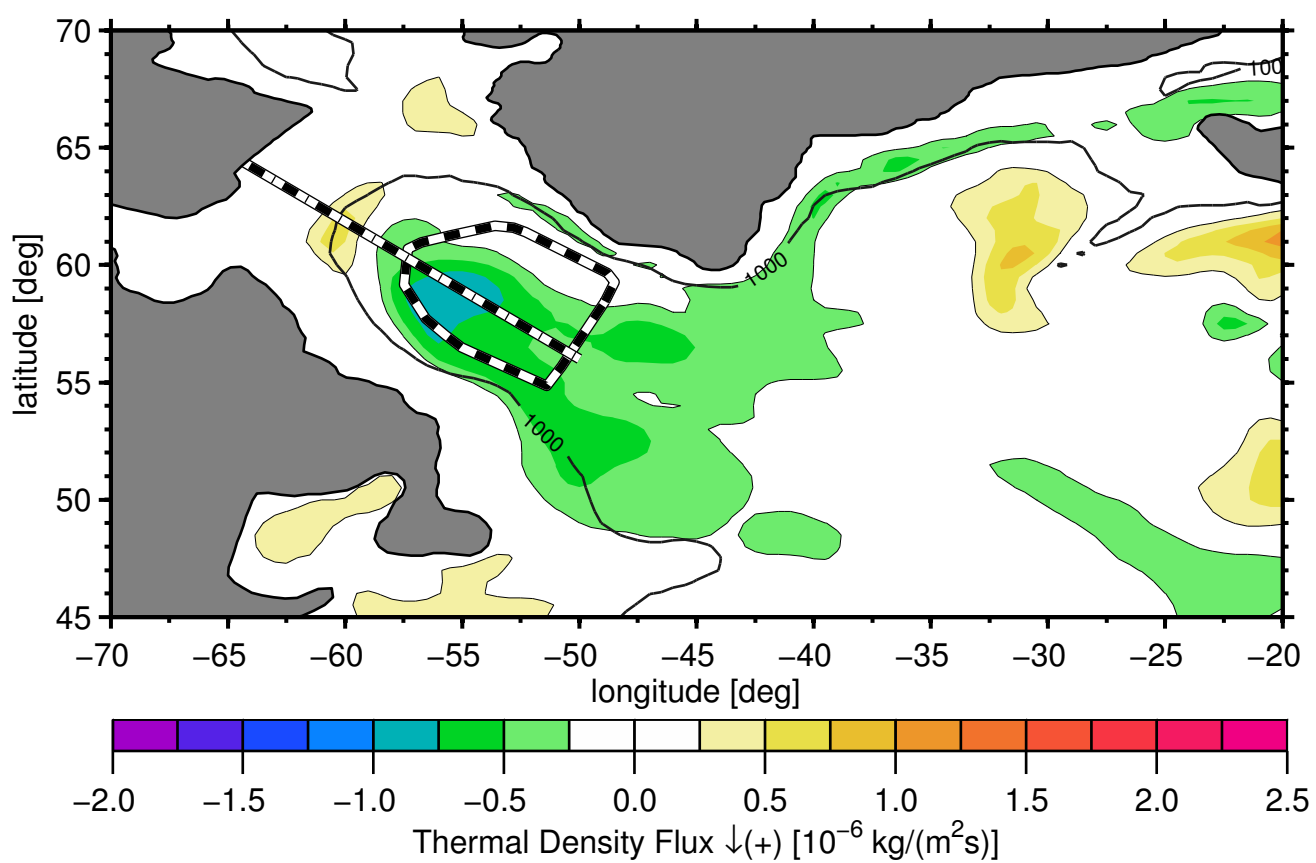 70
65
60
55
50
45
latitude [deg]
100
1000
1000
−70 −65 −60 −55 −50 −45 −40 −35 −30 −25 −20
longitude [deg]
−2.0 −1.5 −1.0 −0.5 0.0 0.5 1.0 1.5 2.0 2.5
Thermal Density Flux ↓(+) [10⁻⁶ kg/(m²s)]